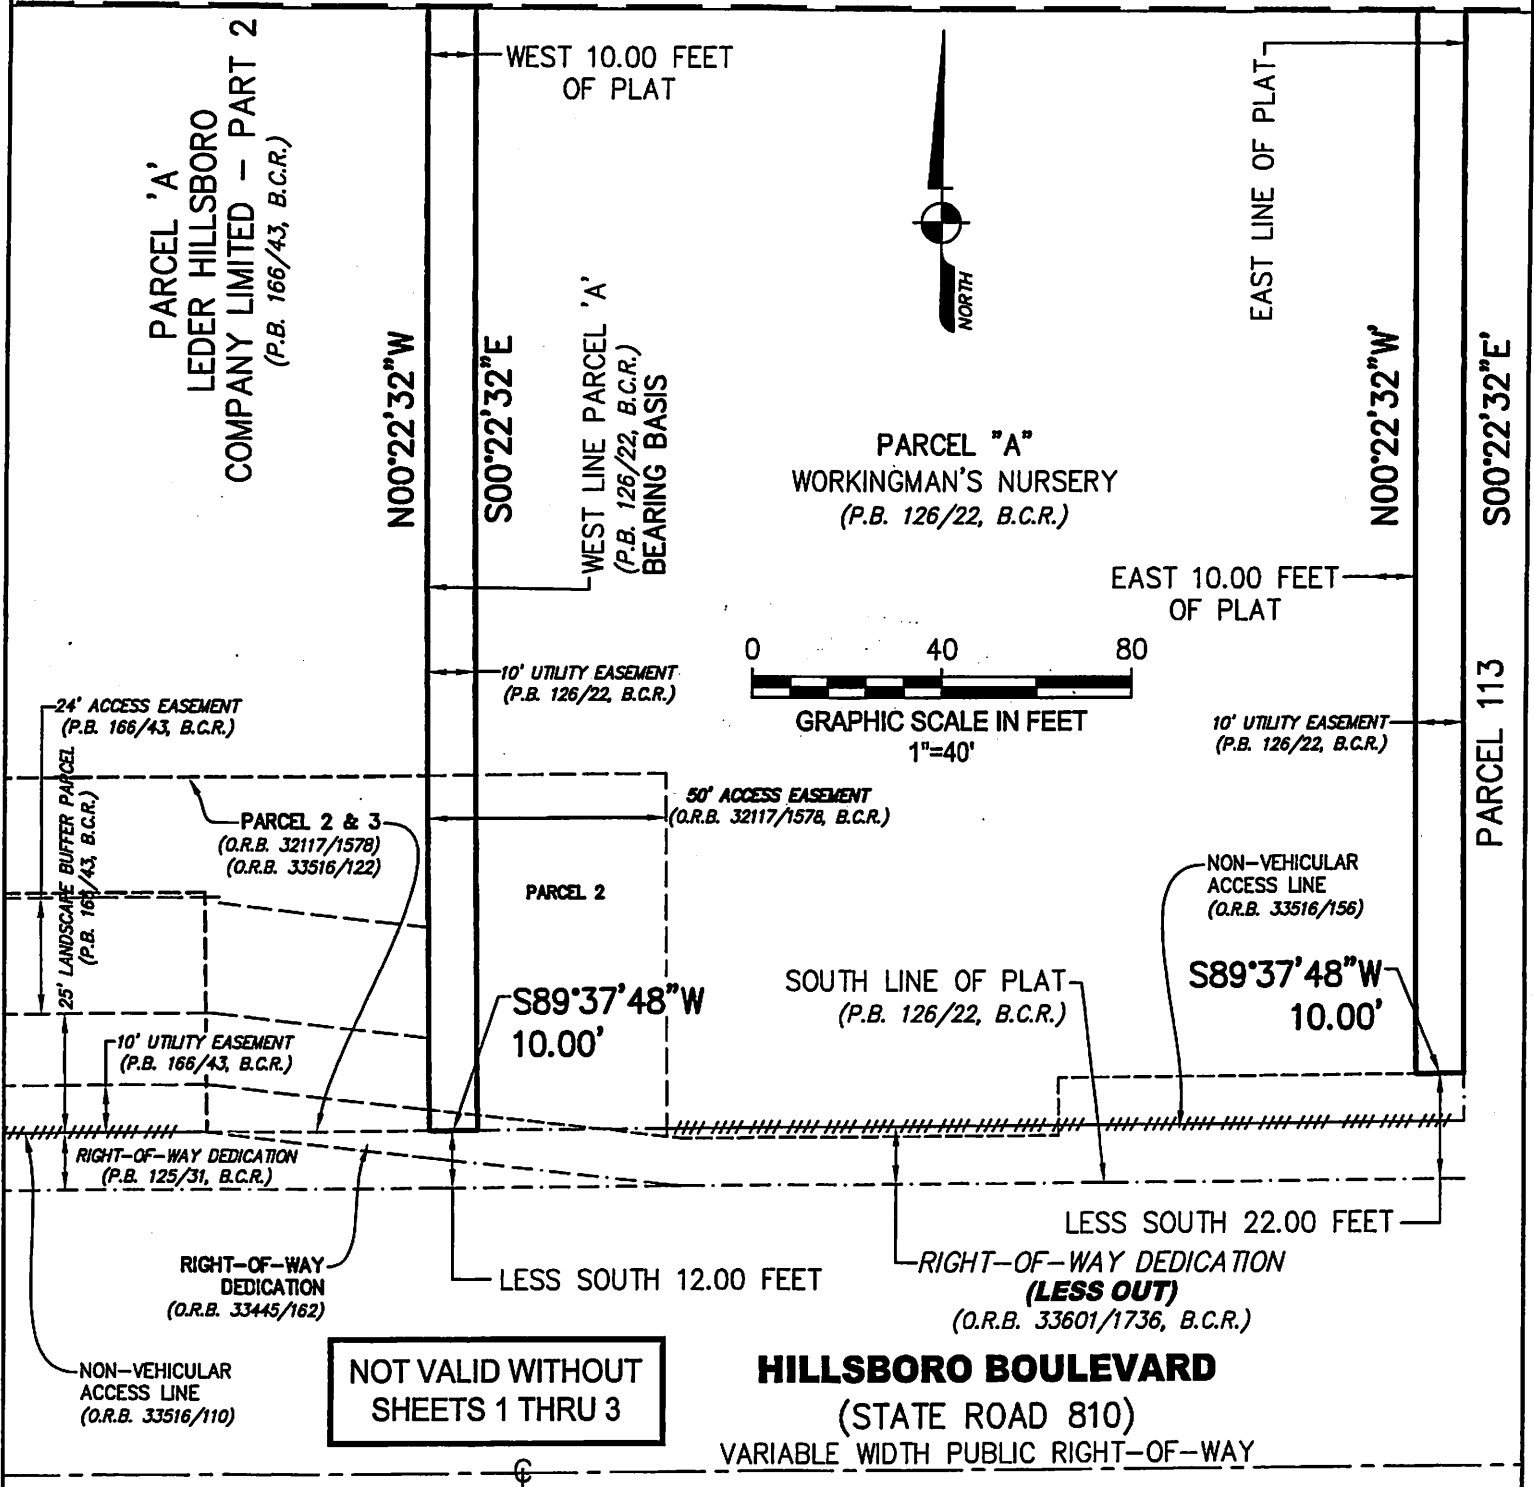 WEST 10.00 FEET
OF PLAT
PARCEL 'A'
LEDER HILLSBORO
COMPANY LIMITED - PART 2
(P.B. 166/43, B.C.R.)
EAST LINE OF PLAT
NORTH
N00°22'32"W
S00°22'32"E
WEST LINE PARCEL 'A'
(P.B. 126/22, B.C.R.)
BEARING BASIS
PARCEL "A"
WORKINGMAN'S NURSERY
(P.B. 126/22, B.C.R.)
N00°22'32"W'
S00°22'32"E'
EAST 10.00 FEET
OF PLAT
0 40 80
GRAPHIC SCALE IN FEET
1"=40'
10' UTILITY EASEMENT
(P.B. 126/22, B.C.R.)
10' UTILITY EASEMENT
(P.B. 126/22, B.C.R.)
PARCEL 113
24' ACCESS EASEMENT
(P.B. 166/43, B.C.R.)
25' LANDSCAPE BUFFER PARCEL
(P.B. 166/43, B.C.R.)
PARCEL 2 & 3
(O.R.B. 32117/1578)
(O.R.B. 33516/122)
50' ACCESS EASEMENT
(O.R.B. 32117/1578, B.C.R.)
PARCEL 2
NON-VEHICULAR
ACCESS LINE
(O.R.B. 33516/156)
S89°37'48"W
10.00'
SOUTH LINE OF PLAT
(P.B. 126/22, B.C.R.)
S89°37'48"W
10.00'
10' UTILITY EASEMENT
(P.B. 166/43, B.C.R.)
RIGHT-OF-WAY DEDICATION
(P.B. 125/31, B.C.R.)
LESS SOUTH 22.00 FEET
RIGHT-OF-WAY
DEDICATION
(O.R.B. 33445/162)
LESS SOUTH 12.00 FEET
RIGHT-OF-WAY DEDICATION
(LESS OUT)
(O.R.B. 33601/1736, B.C.R.)
NON-VEHICULAR
ACCESS LINE
(O.R.B. 33516/110)
NOT VALID WITHOUT
SHEETS 1 THRU 3
HILLSBORO BOULEVARD
(STATE ROAD 810)
VARIABLE WIDTH PUBLIC RIGHT-OF-WAY
℄